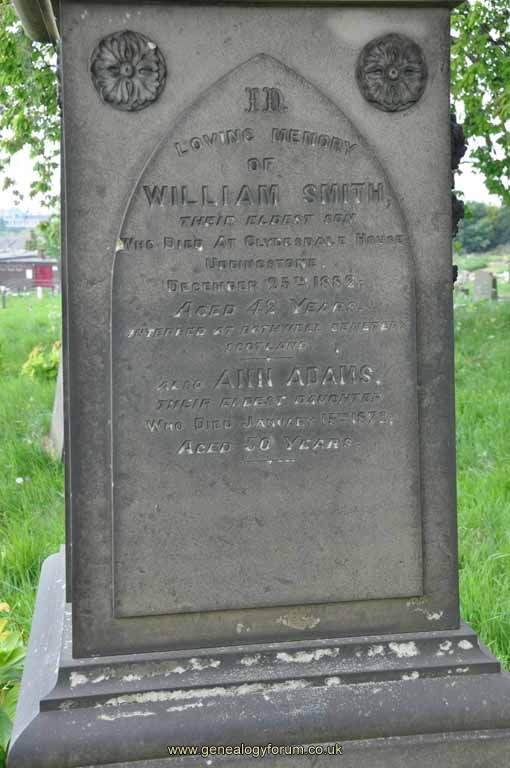 IN
LOVING MEMORY
OF
WILLIAM SMITH,
THEIR ELDEST SON
WHO DIED AT CLYDESDALE HOUSE
UDDINGSTONE,
DECEMBER 25TH 1882,
AGED 42 YEARS.
INTERRED AT BOTHWELL CEMETERY
SCOTLAND.
ALSO ANN ADAMS,
THEIR ELDEST DAUGHTER
WHO DIED JANUARY 15TH
AGED 50 YEARS.
www.genealogyforum.co.uk